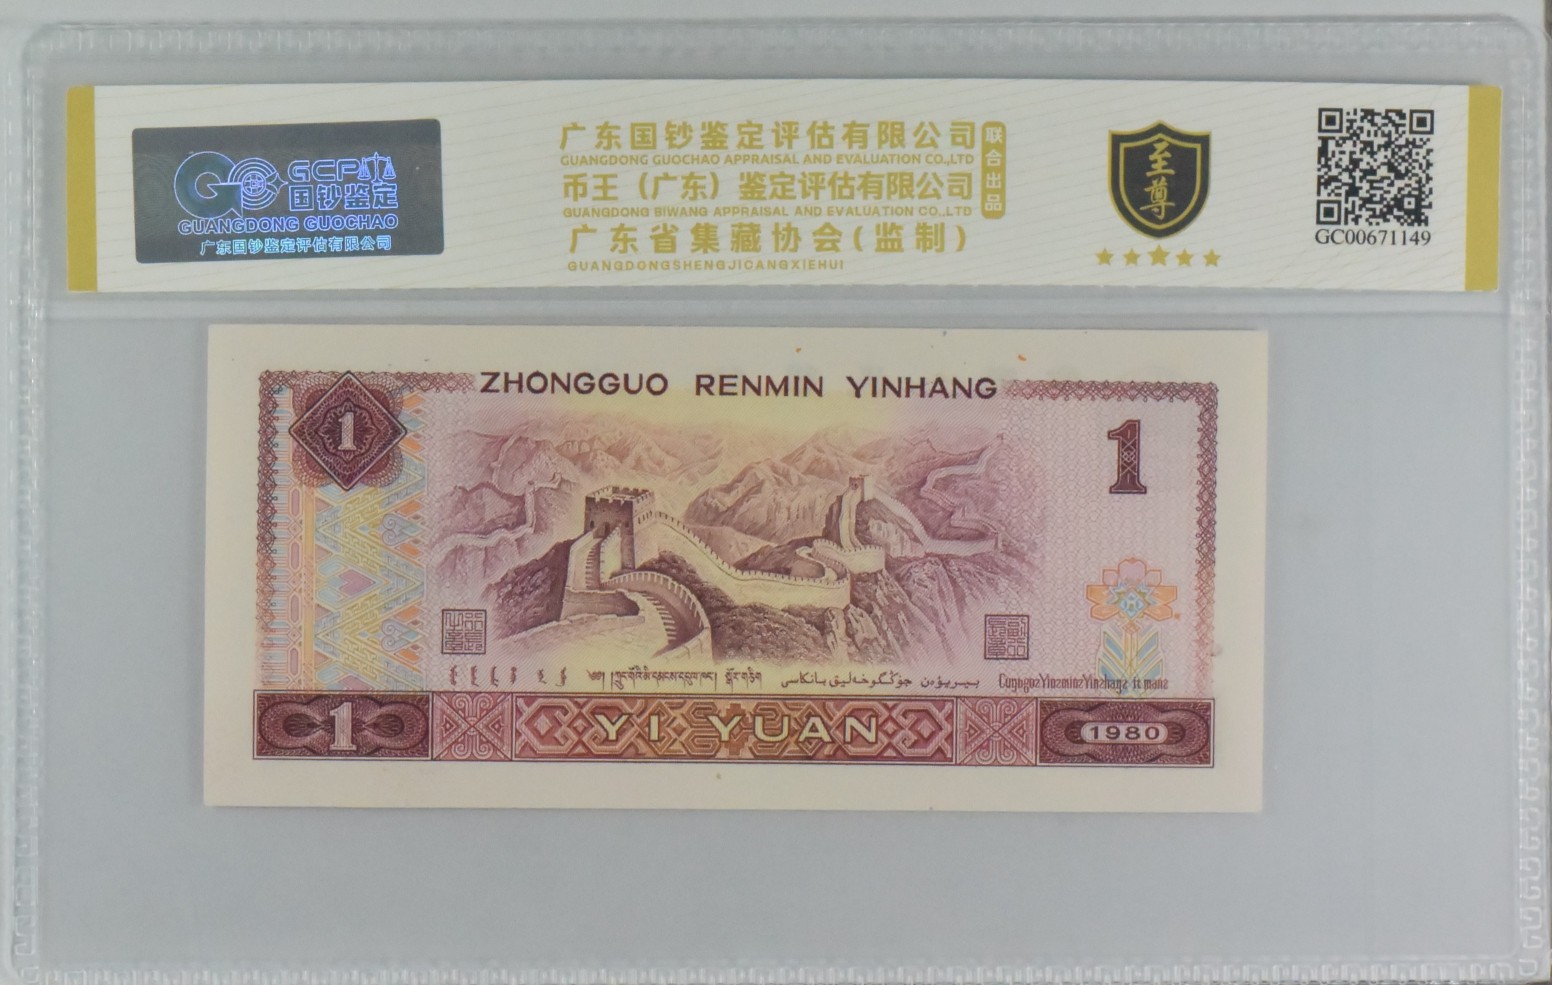 GCP
国钞鉴定
GUANGDONG GUOCHAO
广东国钞鉴定评估有限公司
广东国钞鉴定评估有限公司
GUANGDONG GUOCHAO APPRAISAL AND EVALUATION CO.,LTD
币王（广东）鉴定评估有限公司
GUANGDONG BIWANG APPRAISAL AND EVALUATION CO.,LTD
广东省集藏协会(监制)
GUANGDONGSHENGJICANGXIEHUI
联合出品
至尊
GC00671149
ZHONGGUO RENMIN YINHANG
1
1
1
YI YUAN
1980